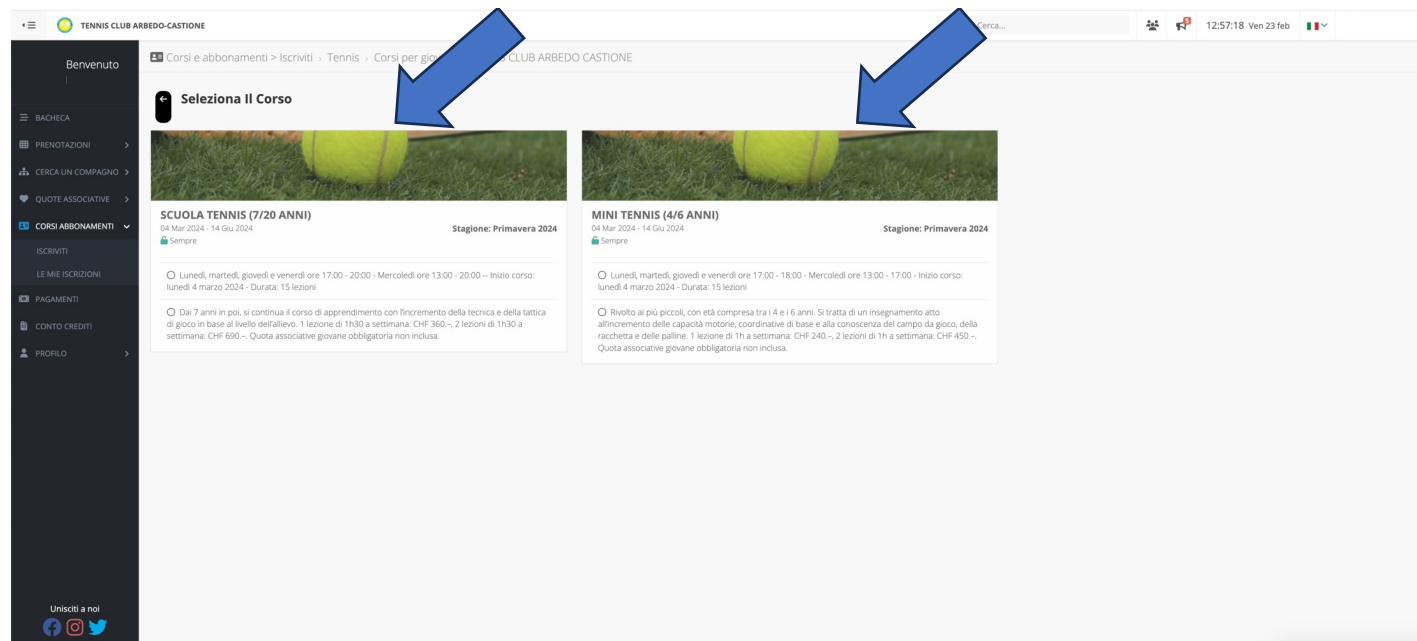 TENNIS CLUB ARBEDO-CASTIONE
Cerca...
5
12:57:18 Ven 23 feb
Benvenuto
Corsi e abbonamenti > Iscriviti > Tennis > Corsi per CLUB ARBEDO CASTIONE
Seleziona Il Corso
BACHECA
PRENOTAZIONI
CERCA UN COMPAGNO
QUOTE ASSOCIATIVE
CORSI ABBONAMENTI
ISCRIVITI
LE MIE ISCRIZIONI
PAGAMENTI
CONTO CREDITI
PROFILO
Unisciti a noi
SCUOLA TENNIS (7/20 ANNI)
04 Mar 2024 - 14 Giu 2024
Stagione: Primavera 2024
Sempre
Lunedì, martedì, giovedì e venerdì ore 17:00 - 20:00 - Mercoledì ore 13:00 - 20:00 -- Inizio corso:
lunedì 4 marzo 2024 - Durata: 15 lezioni
Dai 7 anni in poi, si continua il corso di apprendimento con l'incremento della tecnica e della tattica
di gioco in base al livello dell'allievo. 1 lezione di 1h30 a settimana: CHF 360.–, 2 lezioni di 1h30 a
settimana: CHF 690.–. Quota associative giovane obbligatoria non inclusa.
MINI TENNIS (4/6 ANNI)
04 Mar 2024 - 14 Giu 2024
Stagione: Primavera 2024
Sempre
Lunedì, martedì, giovedì e venerdì ore 17:00 - 18:00 - Mercoledì ore 13:00 - 17:00 - Inizio corso:
lunedì 4 marzo 2024 - Durata: 15 lezioni
Rivolto ai più piccoli, con età compresa tra i 4 e i 6 anni. Si tratta di un insegnamento atto
all'incremento delle capacità motorie, coordinative di base e alla conoscenza del campo da gioco, della
racchetta e delle palline. 1 lezione di 1h a settimana: CHF 240.–, 2 lezioni di 1h a settimana: CHF 450.–.
Quota associative giovane obbligatoria non inclusa.